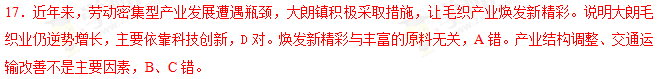 17．近年来，劳动密集型产业发展遭遇瓶颈，大朗镇积极采取措施，让毛织产业焕发新精彩。说明大朗毛
织业仍逆势增长，主要依靠科技创新，D 对。焕发新精彩与丰富的原料无关，A 错。产业结构调整、交通运
输改善不是主要因素，B、C 错。